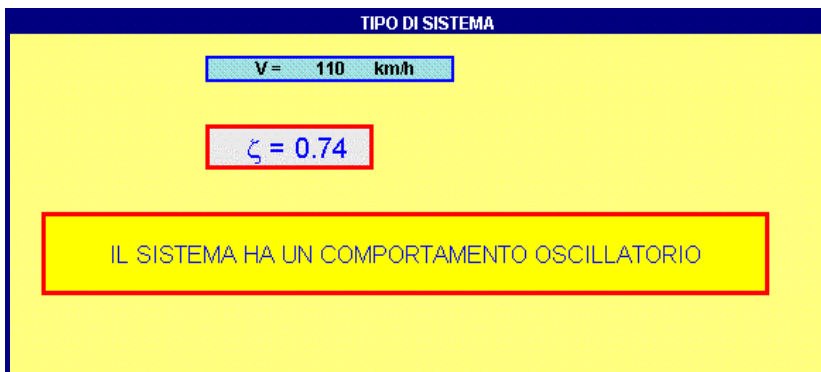 TIPO DI SISTEMA
V = 110 km/h
ζ = 0.74
IL SISTEMA HA UN COMPORTAMENTO OSCILLATORIO